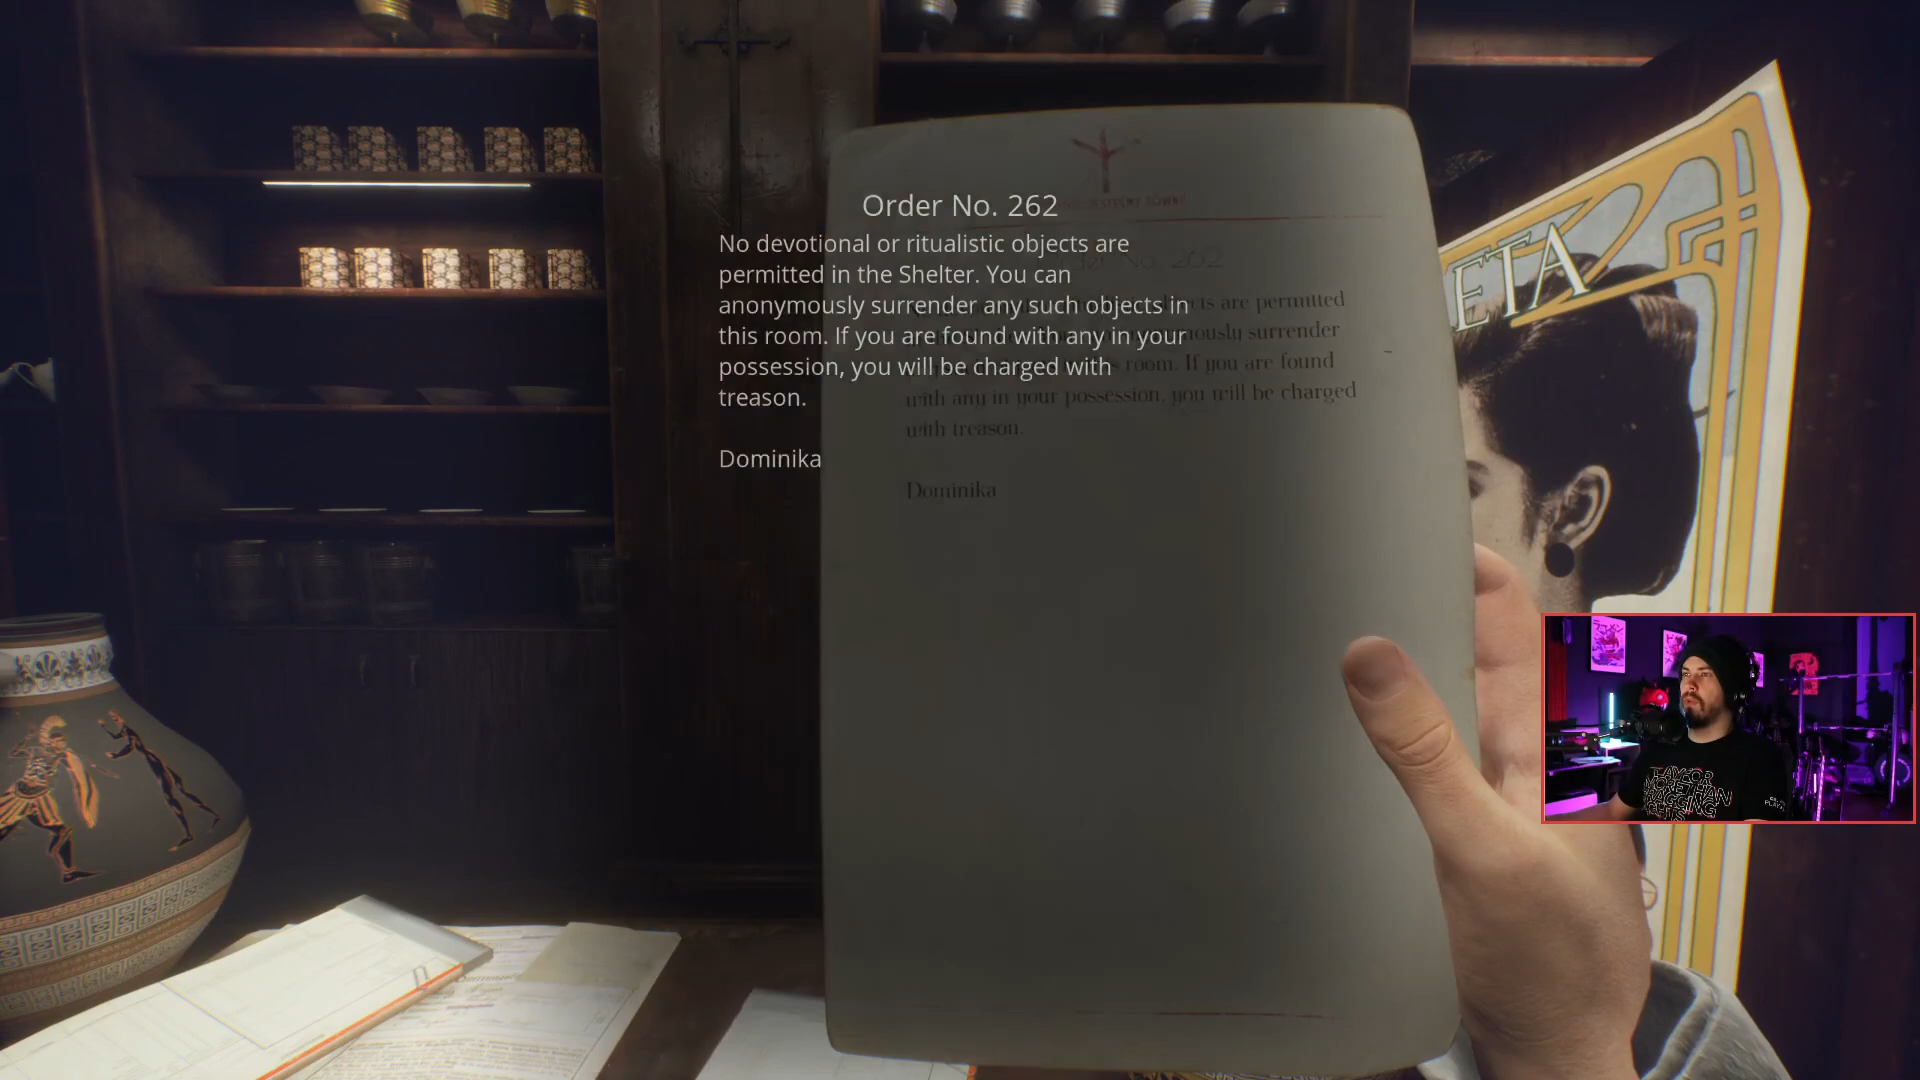 Order No. 262
No devotional or ritualistic objects are
permitted in the Shelter. You can
anonymously surrender any such objects in
this room. If you are found with any in your
possession, you will be charged with
treason.
Dominika
Order No. 262
objects are permitted
anonymously surrender
room. If you are found
with any in your possession, you will be charged
with treason.
Dominika
ETA